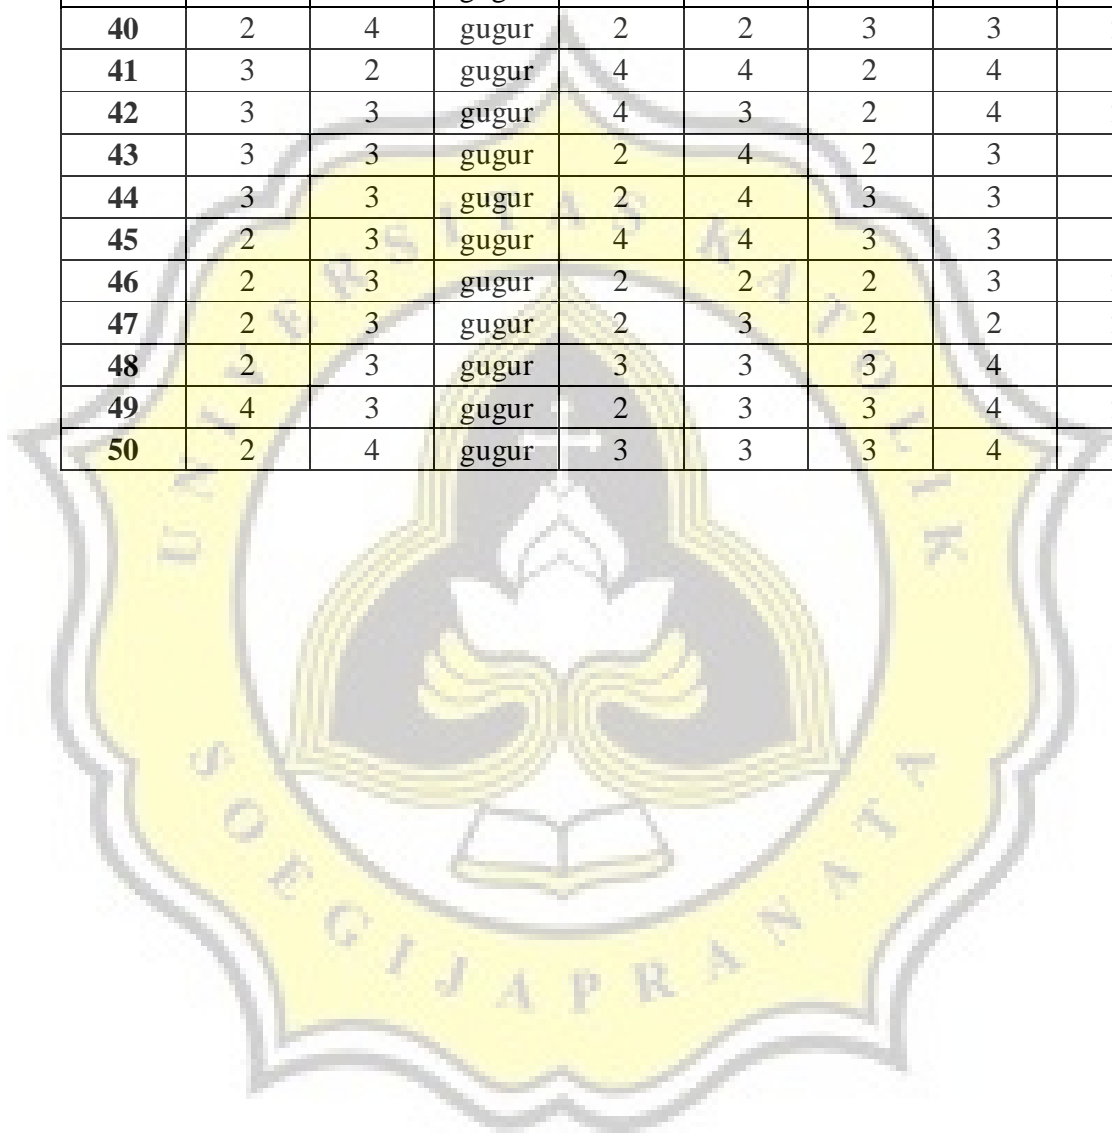 40 2 4 gugur 2 2 3 3
41 3 2 gugur 4 4 2 4
42 3 3 gugur 4 3 2 4
43 3 3 gugur 2 4 2 3
44 3 3 gugur 2 4 3 3
45 2 3 gugur 4 4 3 3
46 2 3 gugur 2 2 2 3
47 2 3 gugur 2 3 2 2
48 2 3 gugur 3 3 3 4
49 4 3 gugur 2 3 3 4
50 2 4 gugur 3 3 3 4
UNIVERSITAS KATOLIK
SOEGIJAPRANATA